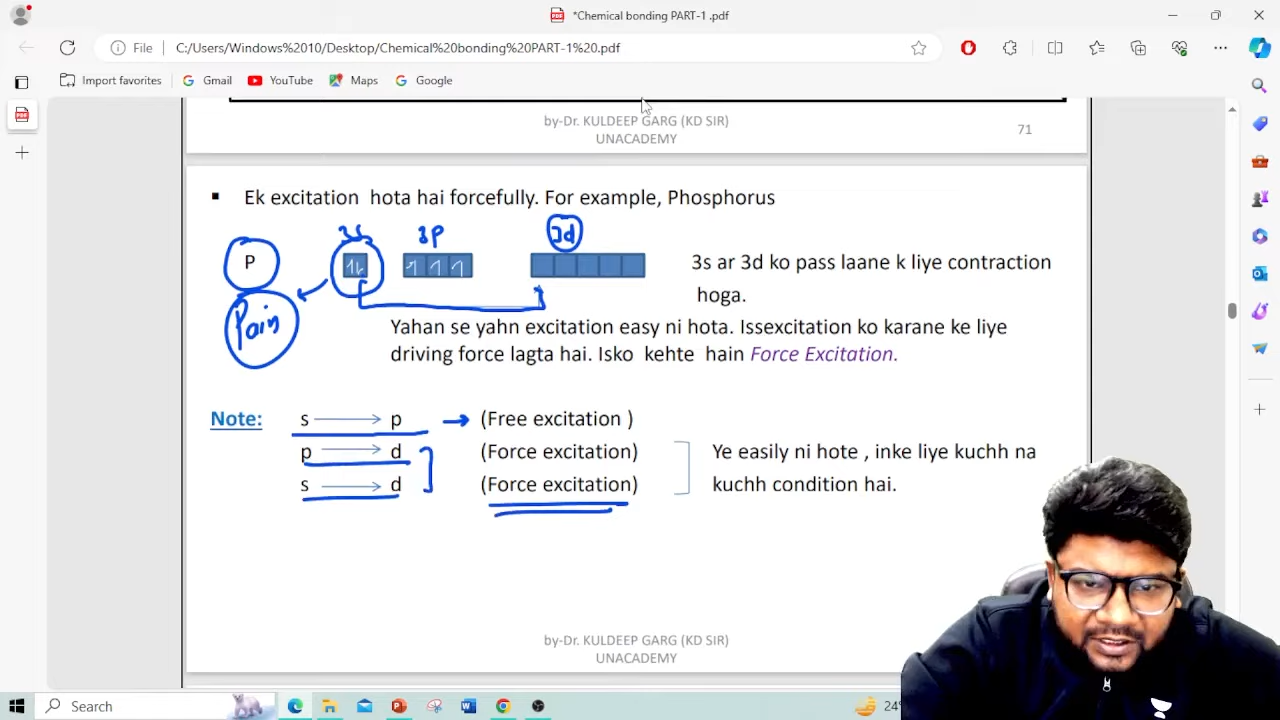 *Chemical bonding PART-1 .pdf
File C:/Users/Windows%2010/Desktop/Chemical%20bonding%20PART-1%20.pdf
Import favorites Gmail YouTube Maps Google
by-Dr. KULDEEP GARG (KD SIR)
UNACADEMY
71
Ek excitation hota hai forcefully. For example, Phosphorus
3s 3p 3d
P
3s ar 3d ko pass laane k liye contraction
hoga.
Pain
Yahan se yahn excitation easy ni hota. Issexcitation ko karane ke liye
driving force lagta hai. Isko kehte hain Force Excitation.
Note: s → p → (Free excitation )
p → d (Force excitation) Ye easily ni hote , inke liye kuchh na
s → d (Force excitation) kuchh condition hai.
by-Dr. KULDEEP GARG (KD SIR)
UNACADEMY
Search
24°